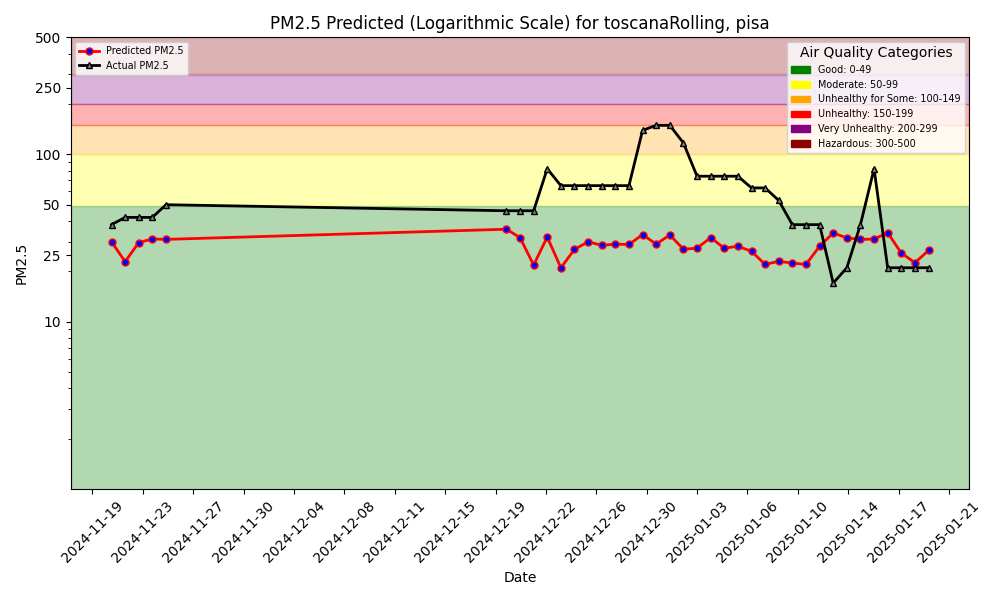 PM2.5 Predicted (Logarithmic Scale) for toscanaRolling, pisa
Predicted PM2.5
Actual PM2.5
Air Quality Categories
Good: 0-49
Moderate: 50-99
Unhealthy for Some: 100-149
Unhealthy: 150-199
Very Unhealthy: 200-299
Hazardous: 300-500
500
250
100
50
25
10
PM2.5
2024-11-19
2024-11-23
2024-11-27
2024-11-30
2024-12-04
2024-12-08
2024-12-11
2024-12-15
2024-12-19
2024-12-22
2024-12-26
2024-12-30
2025-01-03
2025-01-06
2025-01-10
2025-01-14
2025-01-17
2025-01-21
Date